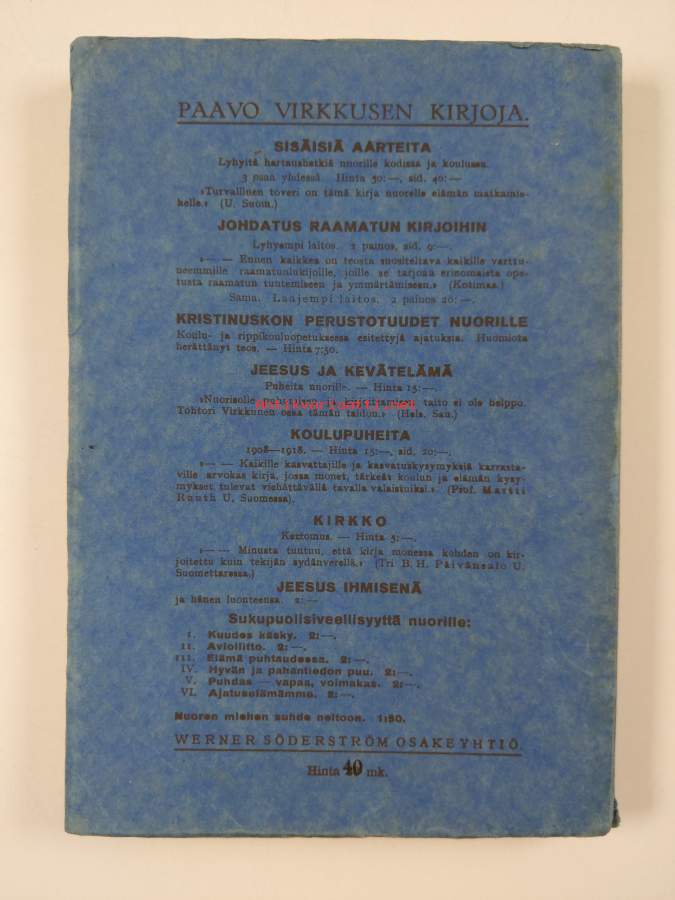 PAAVO VIRKKUSEN KIRJOJA.
SISÄISIÄ AARTEITA
Lyhyitä hartaushetkiä nuorille kodissa ja koulussa.
3 osaa yhdessä. Hinta 30:—, sid. 40:—
»Turvallinen toveri on tämä kirja nuorelle elämän matkamie-
helle.» (U. Suom.)
JOHDATUS RAAMATUN KIRJOIHIN
Lyhyempi laitos. 2 painos, sid. 9:—.
»— — Ennen kaikkea on teosta suositeltava kaikille varttu-
neemmille raamatunlukijoille, joille se tarjoaa erinomaista opas-
tusta raamatun tuntemiseen ja ymmärtämiseen.» (Kotimaa.)
Sama. Laajempi laitos. 2 painos 26:—.
KRISTINUSKON PERUSTOTUUDET NUORILLE
Koulu- ja rippikouluopetuksessa esitettyjä ajatuksia. Huomiota
herättänyt teos. — Hinta 7:50.
JEESUS JA KEVÄTELÄMÄ
Puheita nuorille. — Hinta 15:—.
»Nuorisolle puhumisen ja kirjoittamisen taito ei ole helppo.
Tohtori Virkkunen osaa tämän taidon.» (Hels. San.)
KOULUPUHEITA
1908—1918. — Hinta 15:—, sid. 20:—.
»— — Kaikille kasvattajille ja kasvatuskysymyksiä harrasta-
ville arvokas kirja, jossa monet, tärkeät koulun ja elämän kysy-
mykset tulevat viehättävällä tavalla valaistuiksi.» (Prof. Martti
Ruuth U. Suomessa).
KIRKKO
Kertomus. — Hinta 5:—.
»— — Minusta tuntuu, että kirja monessa kohden on kir-
joitettu kuin tekijän sydänverellä.» (Tri B. H. Päivänsalo U.
Suomettaressa.)
JEESUS IHMISENÄ
ja hänen luonteensa. 2:—
Sukupuolisiveellisyyttä nuorille:
I. Kuudes käsky. 2:—.
II. Avioliitto. 2:—.
III. Elämä puhtaudessa. 2:—.
IV. Hyvän ja pahantiedon puu. 2:—.
V. Puhdas — vapaa, voimakas. 2:—.
VI. Ajatuselämämme. 2:—.
Nuoren miehen suhde neitoon. 1:50.
WERNER SÖDERSTRÖM OSAKEYHTIÖ.
Hinta 40 mk.